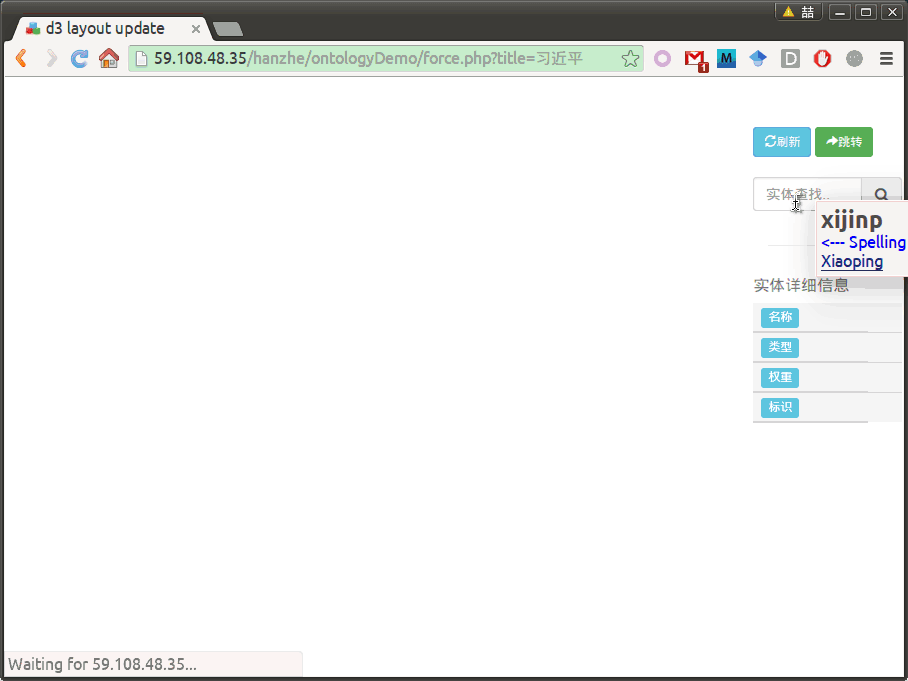 喆
d3 layout update
59.108.48.35/hanzhe/ontologyDemo/force.php?title=习近平
1
M
D
刷新
跳转
实体查找..
xijinp
<--- Spelling
Xiaoping
实体详细信息
名称
类型
权重
标识
Waiting for 59.108.48.35...